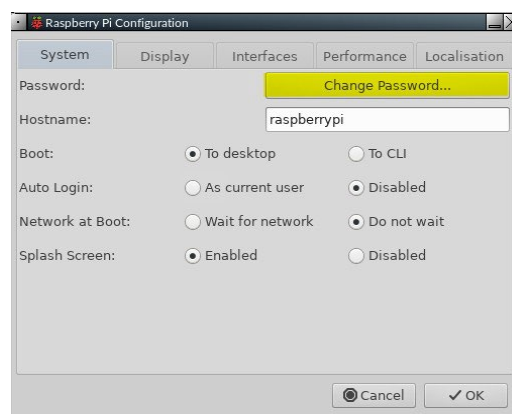 Raspberry Pi Configuration
System Display Interfaces Performance Localisation
Password: Change Password...
Hostname: raspberrypi
Boot: To desktop To CLI
Auto Login: As current user Disabled
Network at Boot: Wait for network Do not wait
Splash Screen: Enabled Disabled
Cancel OK